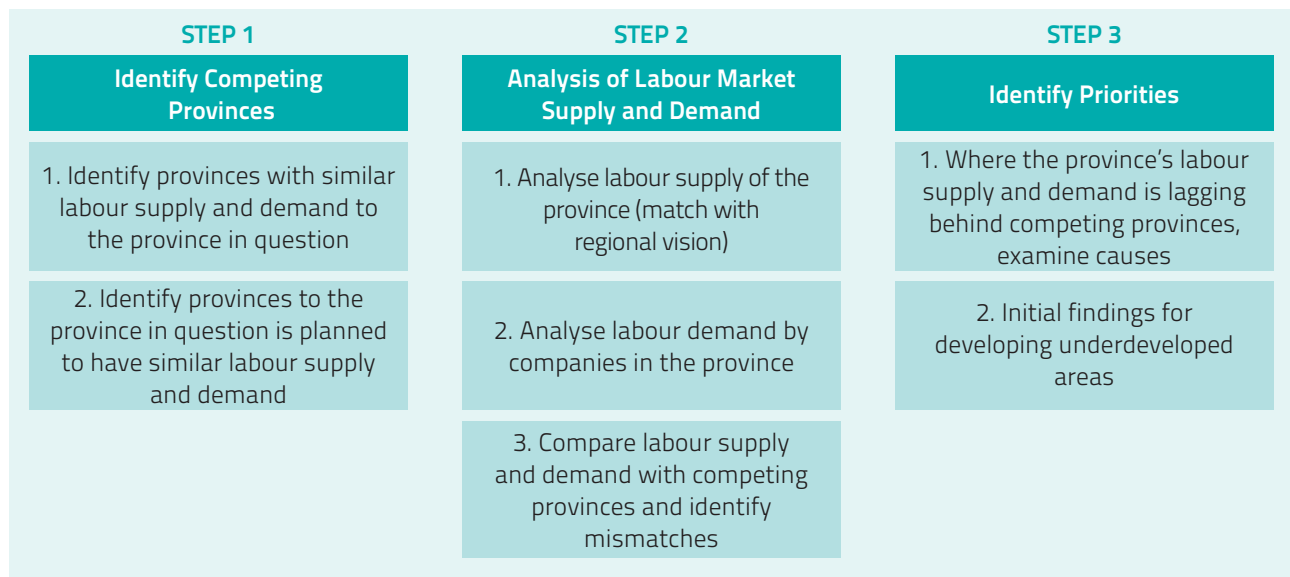 STEP 1
Identify Competing
Provinces
1. Identify provinces with similar
labour supply and demand to
the province in question
2. Identify provinces to the
province in question is planned
to have similar labour supply
and demand
STEP 2
Analysis of Labour Market
Supply and Demand
1. Analyse labour supply of the
province (match with
regional vision)
2. Analyse labour demand by
companies in the province
3. Compare labour supply
and demand with competing
provinces and identify
mismatches
STEP 3
Identify Priorities
1. Where the province’s labour
supply and demand is lagging
behind competing provinces,
examine causes
2. Initial findings for
developing underdeveloped
areas